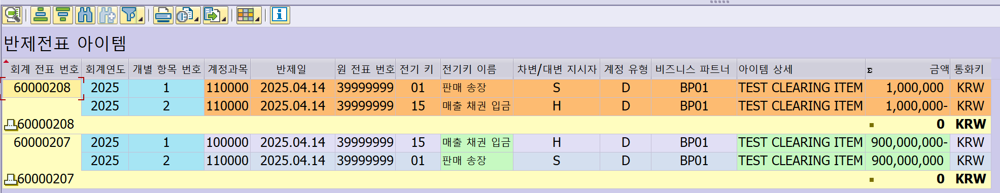 반제전표 아이템
회계 전표 번호 회계연도 개별 항목 번호 계정과목 반제일 원 전표 번호 전기 키 전기키 이름 차변/대변 지시자 계정 유형 비즈니스 파트너 아이템 상세 Σ 금액 통화키
60000208 2025 1 110000 2025.04.14 39999999 01 판매 송장 S D BP01 TEST CLEARING ITEM 1,000,000 KRW
2025 2 110000 2025.04.14 39999999 15 매출 채권 입금 H D BP01 TEST CLEARING ITEM 1,000,000- KRW
60000208 0 KRW
60000207 2025 1 100000 2025.04.14 39999999 15 매출 채권 입금 H D BP01 TEST CLEARING ITEM 900,000,000- KRW
2025 2 110000 2025.04.14 39999999 01 판매 송장 S D BP01 TEST CLEARING ITEM 900,000,000 KRW
60000207 0 KRW